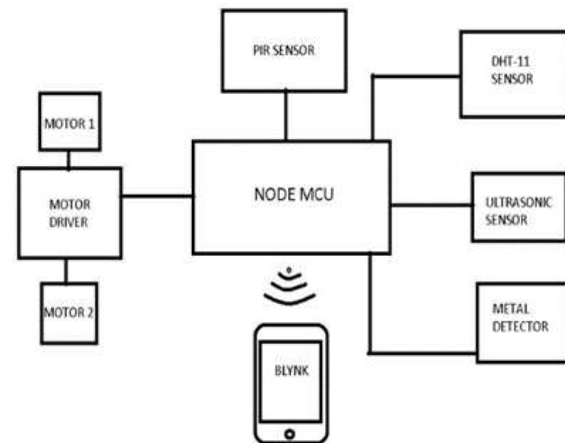 PIR SENSOR
DHT-11
SENSOR
MOTOR 1
MOTOR
DRIVER
NODE MCU
ULTRASONIC
SENSOR
MOTOR 2
METAL
DETECTOR
BLYNK